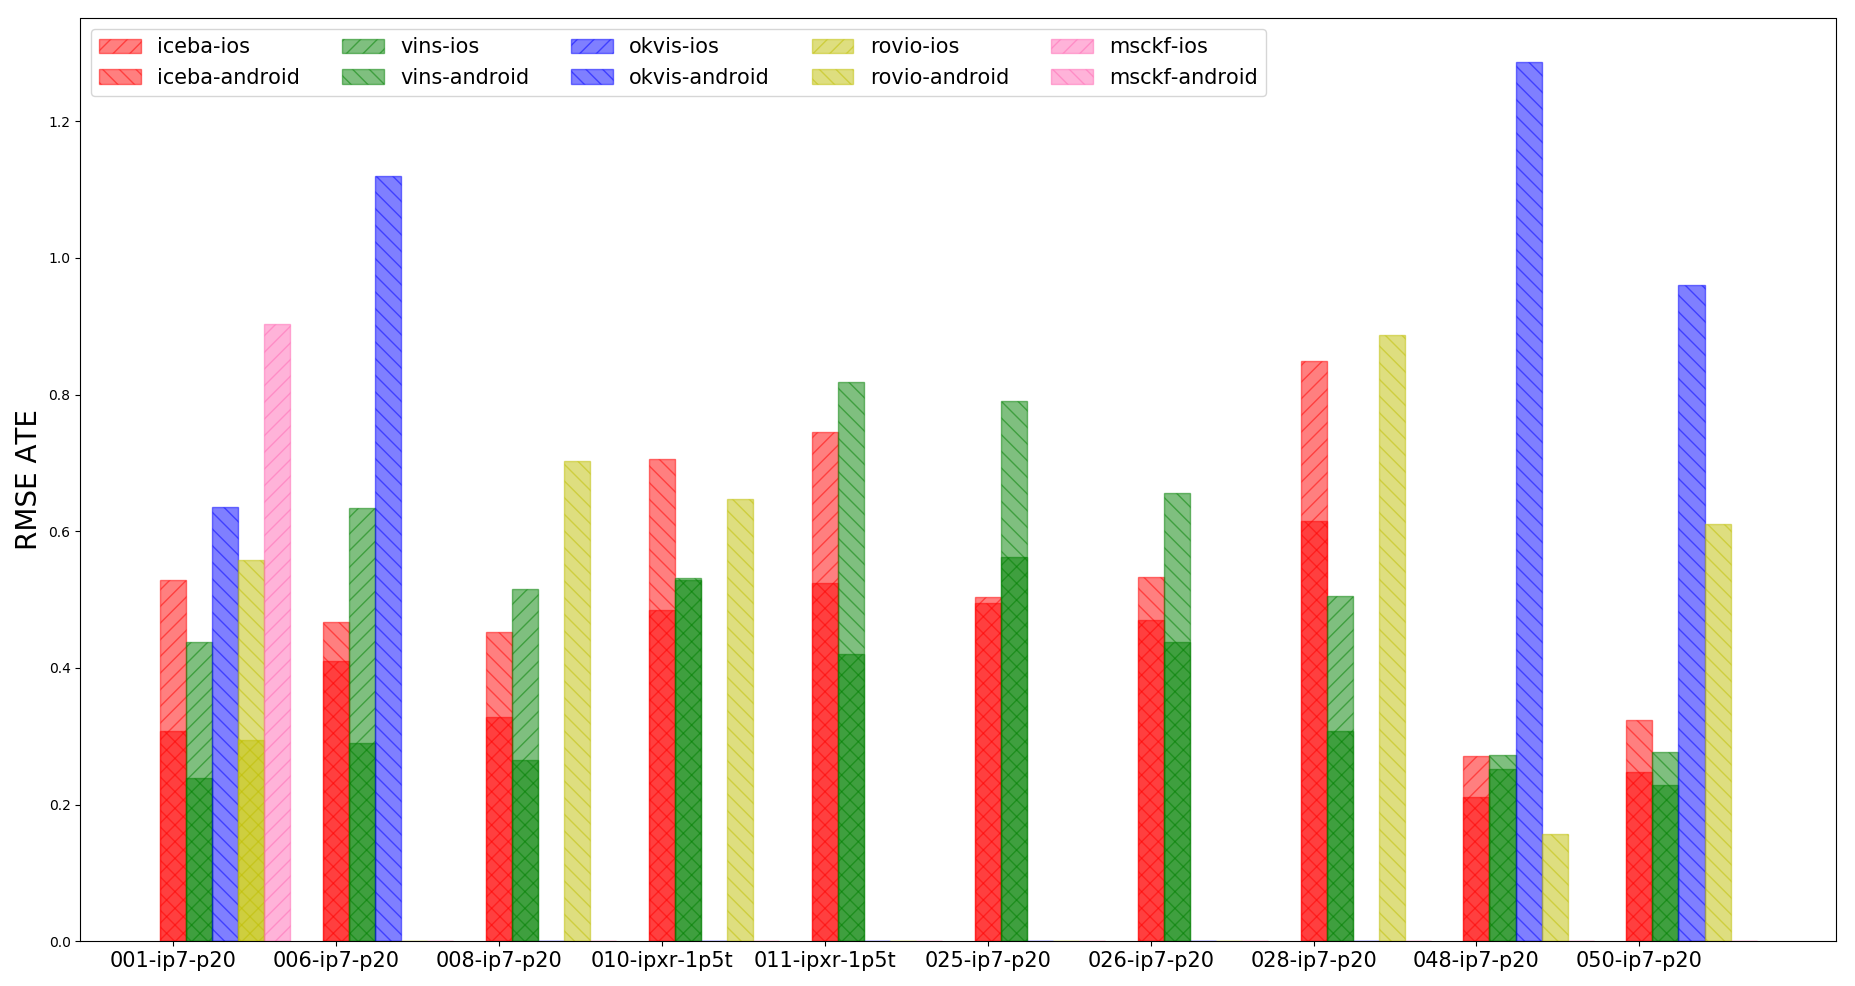 iceba-ios vins-ios okvis-ios rovio-ios msckf-ios
iceba-android vins-android okvis-android rovio-android msckf-android
RMSE ATE
1.2
1.0
0.8
0.6
0.4
0.2
0.0
001-ip7-p20 006-ip7-p20 008-ip7-p20 010-ipxr-1p5t 011-ipxr-1p5t 025-ip7-p20 026-ip7-p20 028-ip7-p20 048-ip7-p20 050-ip7-p20